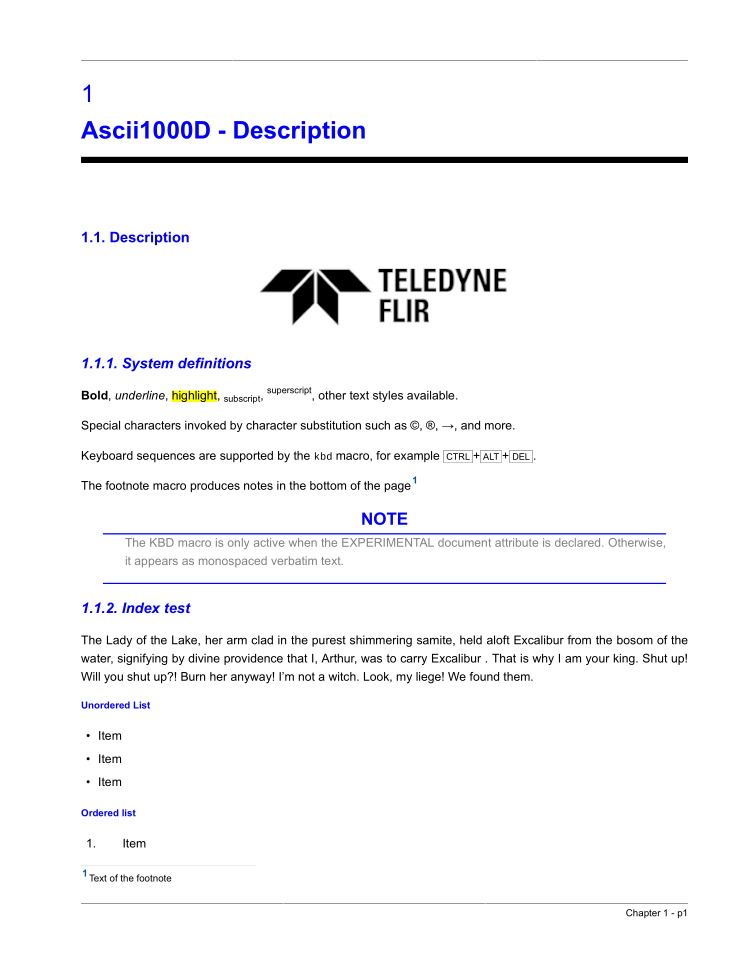 1
Ascii1000D - Description
1.1. Description
TELEDYNE
FLIR
1.1.1. System definitions
Bold, underline, highlight, subscript, superscript, other text styles available.
Special characters invoked by character substitution such as ©, ®, →, and more.
Keyboard sequences are supported by the kbd macro, for example CTRL+ALT+DEL.
The footnote macro produces notes in the bottom of the page1
NOTE
The KBD macro is only active when the EXPERIMENTAL document attribute is declared. Otherwise,
it appears as monospaced verbatim text.
1.1.2. Index test
The Lady of the Lake, her arm clad in the purest shimmering samite, held aloft Excalibur from the bosom of the
water, signifying by divine providence that I, Arthur, was to carry Excalibur . That is why I am your king. Shut up!
Will you shut up?! Burn her anyway! I’m not a witch. Look, my liege! We found them.
Unordered List
• Item
• Item
• Item
Ordered list
1. Item
1 Text of the footnote
Chapter 1 - p1